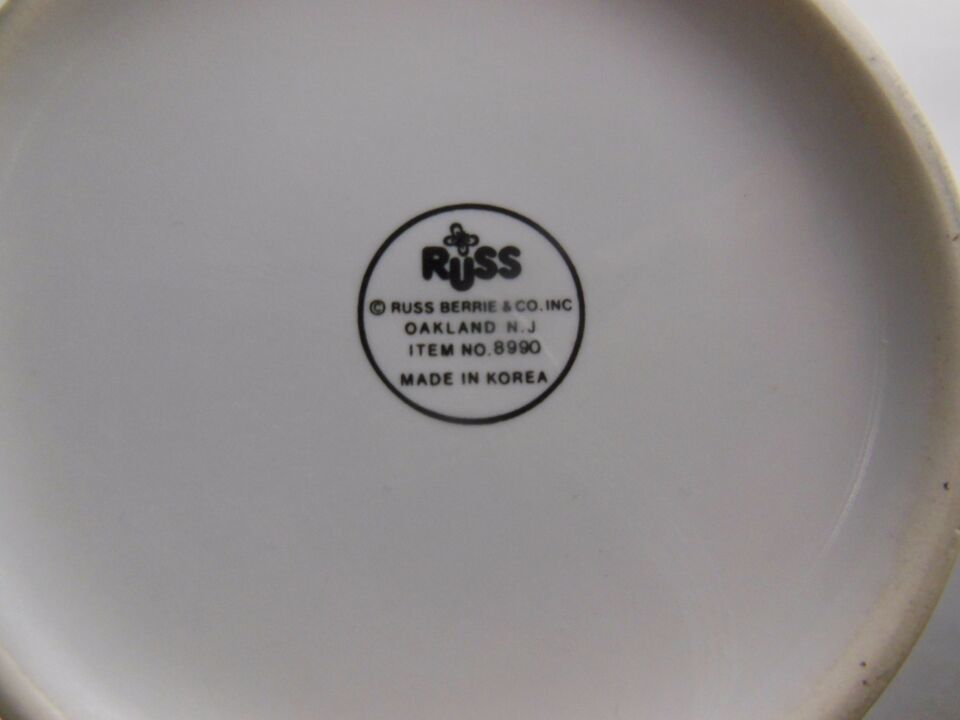 RUSS
© RUSS BERRIE & CO. INC
OAKLAND N.J
ITEM NO. 8990
MADE IN KOREA